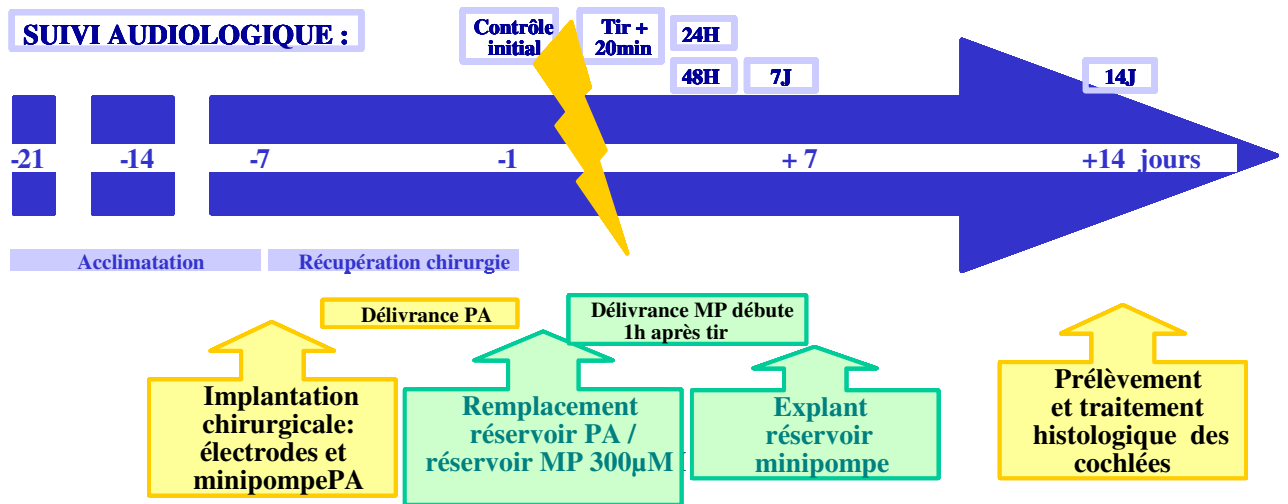 SUIVI AUDIOLOGIQUE :
Contrôle
initial
Tir +
20min
24H
48H
7J
14J
-21
-14
-7
-1
+ 7
+14 jours
Acclimatation
Récupération chirurgie
Délivrance PA
Délivrance MP débute
1h après tir
Implantation
chirurgicale:
électrodes et
minipompePA
Remplacement
réservoir PA /
réservoir MP 300µM
Explant
réservoir
minipompe
Prélèvement
et traitement
histologique des
cochlées